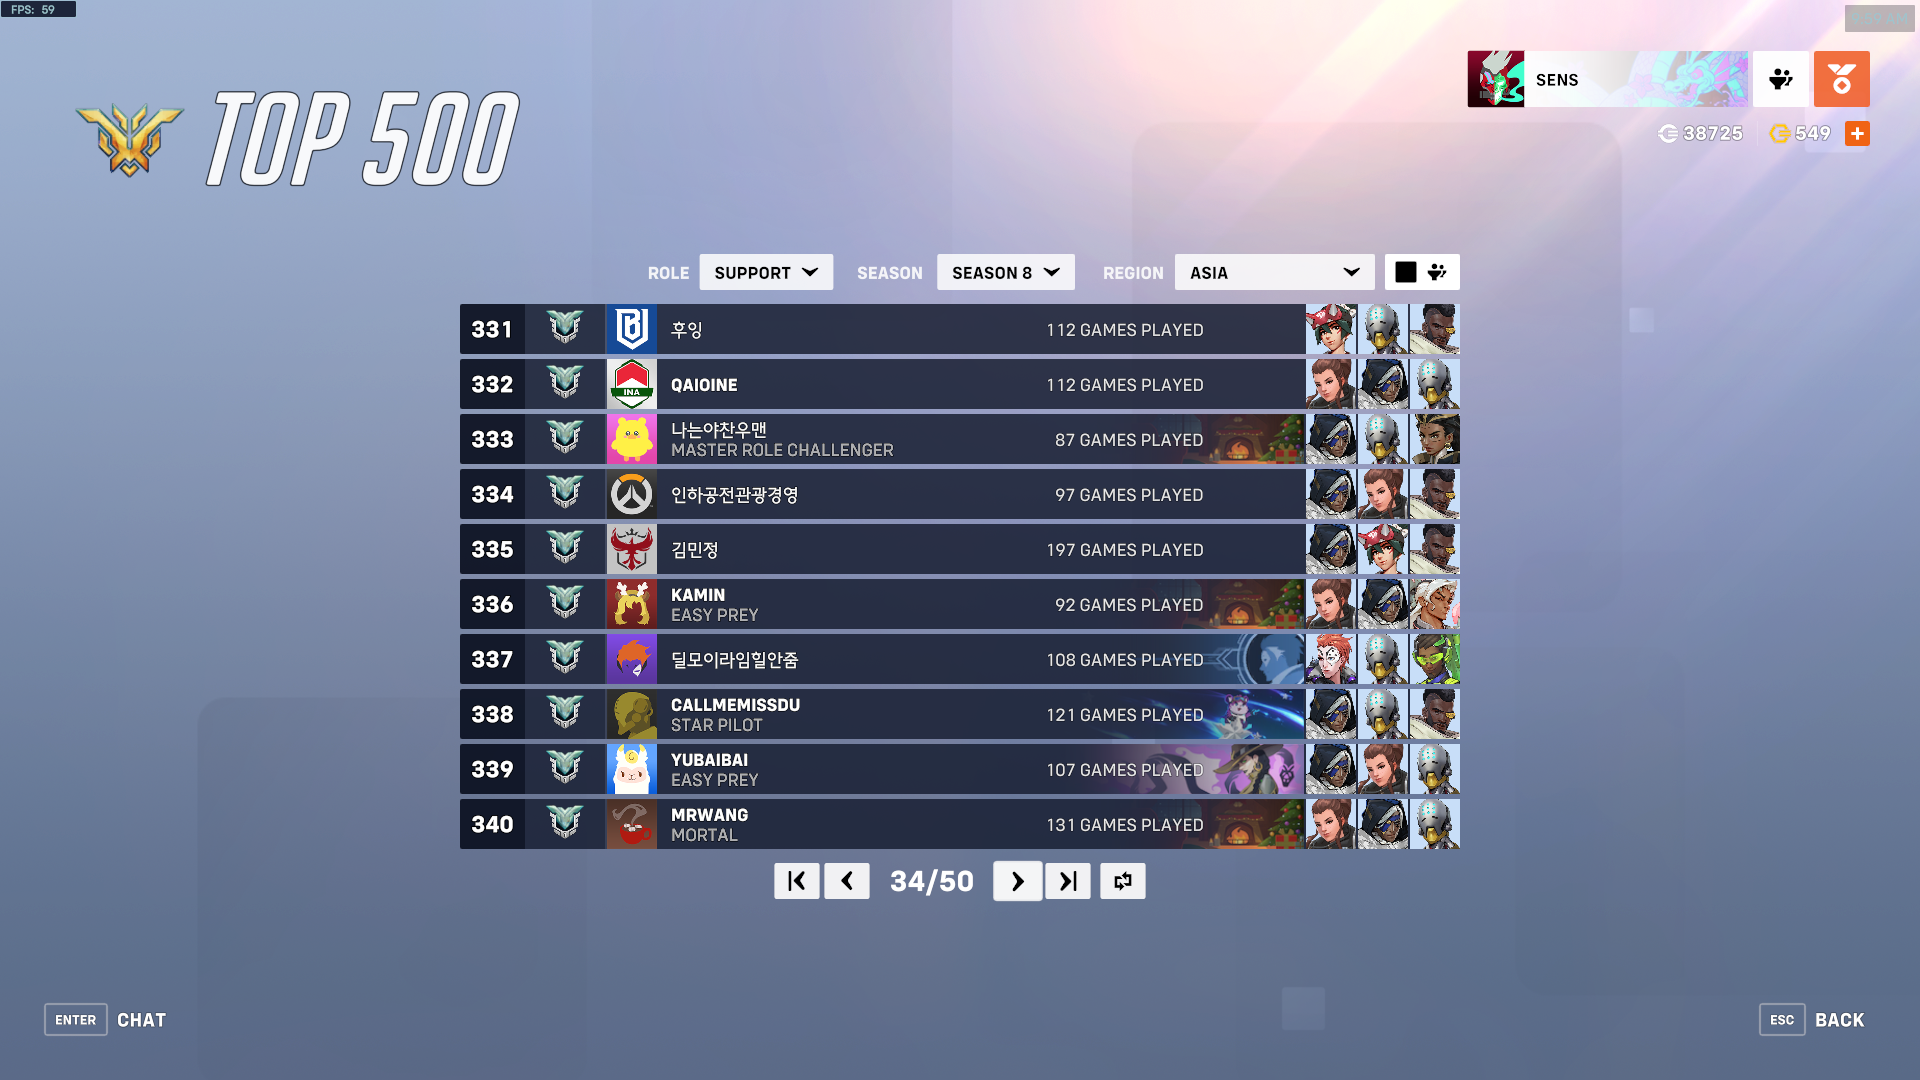 FPS: 59
TOP 500
SENS
38725
549
ROLE SUPPORT SEASON SEASON 8 REGION ASIA
331 후잉 112 GAMES PLAYED
332 INA QAIOINE 112 GAMES PLAYED
333 나는야찬우맨 87 GAMES PLAYED
MASTER ROLE CHALLENGER
334 인하공전관광경영 97 GAMES PLAYED
335 김민정 197 GAMES PLAYED
336 KAMIN 92 GAMES PLAYED
EASY PREY
337 딜모이라임힐안줌 108 GAMES PLAYED
338 CALLMEMISSDU 121 GAMES PLAYED
STAR PILOT
339 YUBAIBAI 107 GAMES PLAYED
EASY PREY
340 MRWANG 131 GAMES PLAYED
MORTAL
34/50
ENTER CHAT
ESC BACK